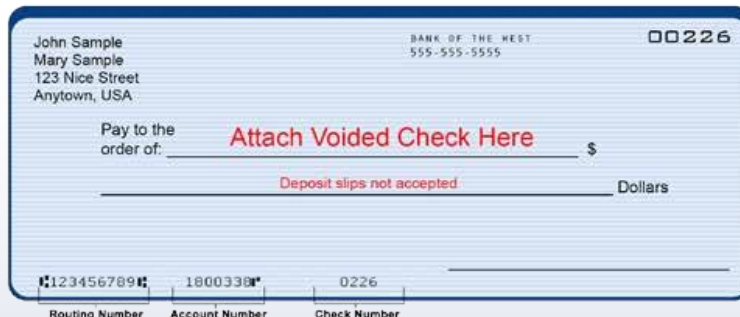 John Sample
Mary Sample
123 Nice Street
Anytown, USA
BANK OF THE WEST
555-555-5555
00226
Pay to the
order of:
Attach Voided Check Here
$
Deposit slips not accepted
Dollars
⑆123456789⑆ 1800338⑈ 0226
Routing Number Account Number Check Number